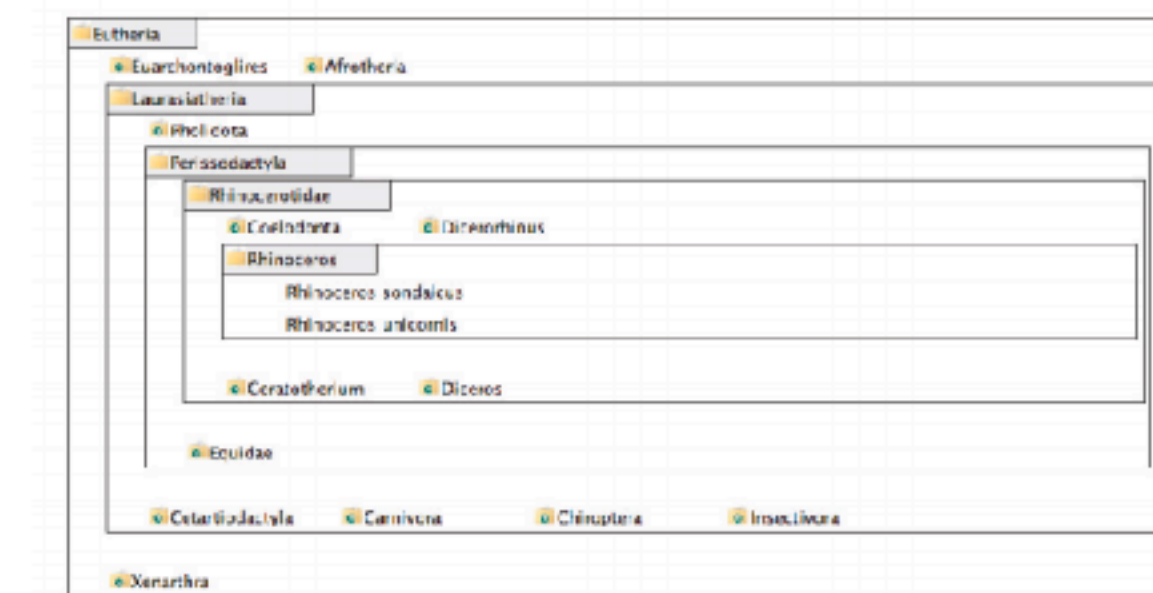 Eutheria
Euarchontoglires Afrotheria
Laurasiatheria
Pholicota
Perissodactyla
Rhinocerotidae
Coelodonta Dicerorhinus
Rhinoceros
Rhinoceros sondaicus
Rhinoceros unicornis
Ceratotherium Diceros
Equidae
Cetartiodactyla Carnivora Chiroptera Insectivora
Xenarthra